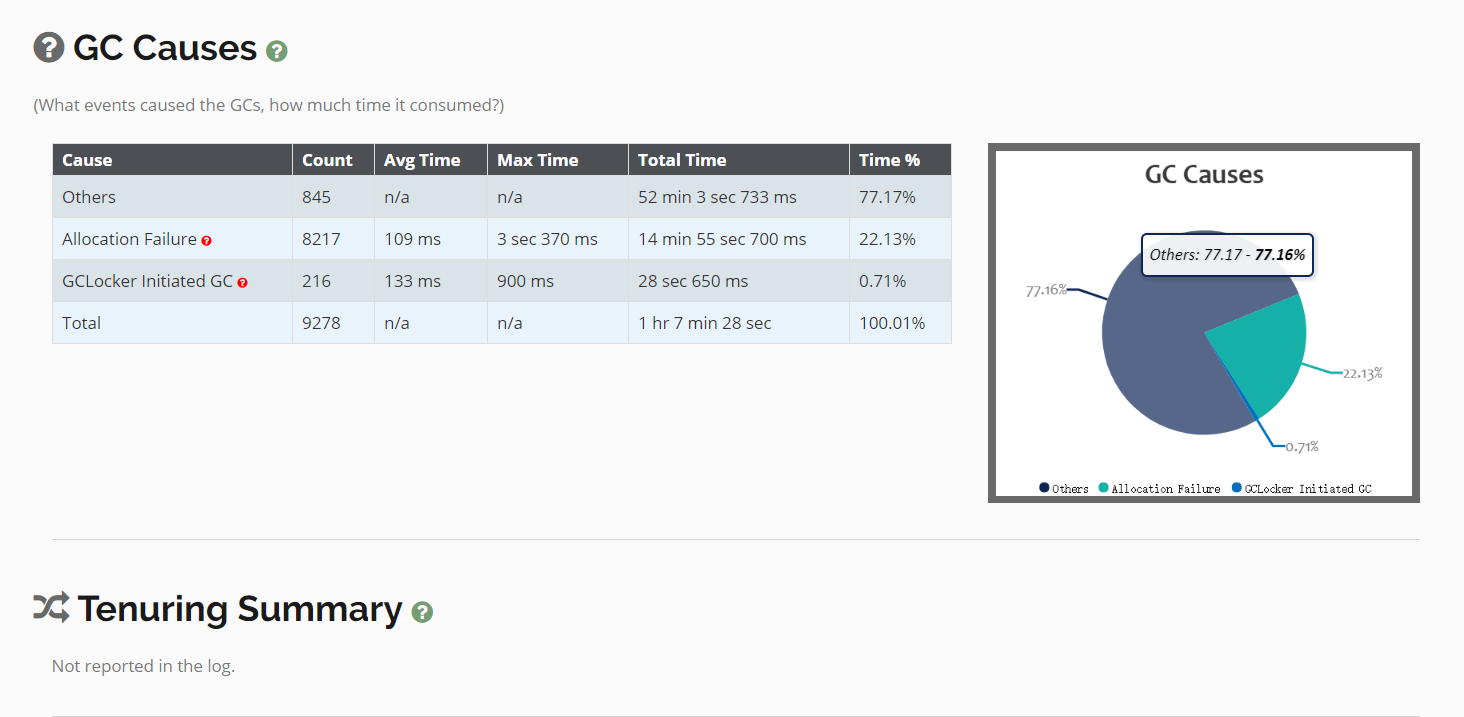 GC Causes
(What events caused the GCs, how much time it consumed?)
Cause Count Avg Time Max Time Total Time Time %
Others 845 n/a n/a 52 min 3 sec 733 ms 77.17%
Allocation Failure 8217 109 ms 3 sec 370 ms 14 min 55 sec 700 ms 22.13%
GCLocker Initiated GC 216 133 ms 900 ms 28 sec 650 ms 0.71%
Total 9278 n/a n/a 1 hr 7 min 28 sec 100.01%
GC Causes
Others: 77.17 - 77.16%
77.16%
22.13%
0.71%
Others Allocation Failure GCLocker Initiated GC
Tenuring Summary
Not reported in the log.